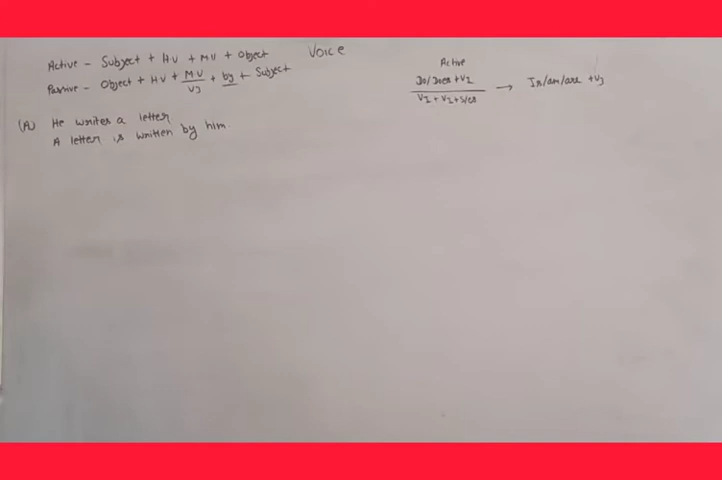 Voice
Active - Subject + HV + MV + Object
Passive - Object + HV + MV/V3 + by + Subject
(A) He writes a letter
A letter is written by him.
Active
Do/Does + V1
V1 + V1+s/es → Is/am/are + V3